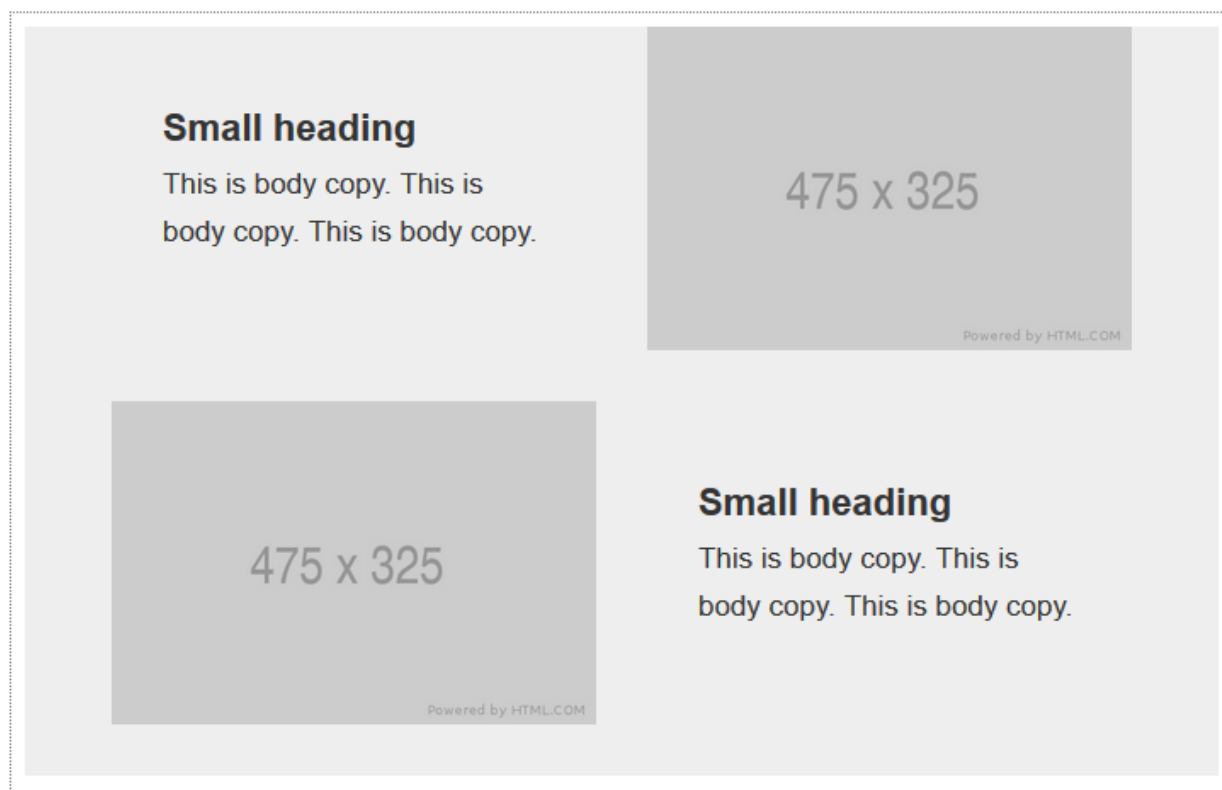 Small heading
This is body copy. This is
body copy. This is body copy.
475 x 325
Powered by HTML.COM
475 x 325
Powered by HTML.COM
Small heading
This is body copy. This is
body copy. This is body copy.